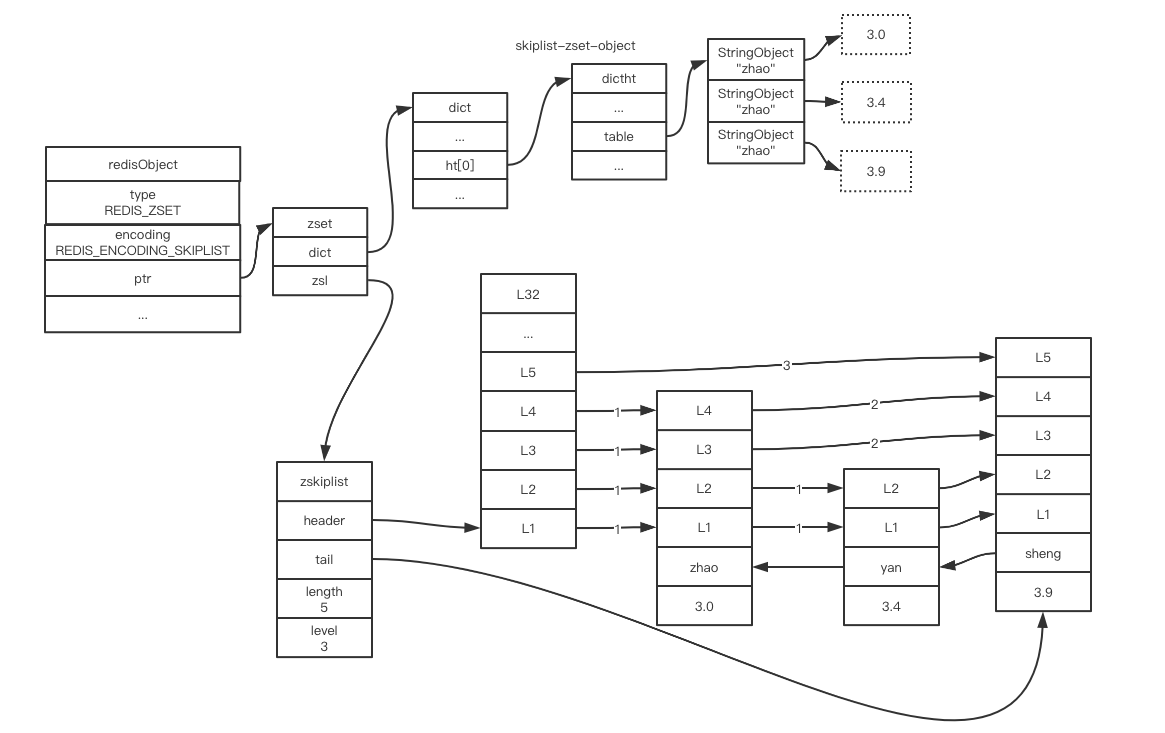 skiplist-zset-object
redisObject
type
REDIS_ZSET
encoding
REDIS_ENCODING_SKIPLIST
ptr
...
zset
dict
zsl
dict
...
ht[0]
...
dictht
...
table
...
StringObject
"zhao"
StringObject
"zhao"
StringObject
"zhao"
3.0
3.4
3.9
zskiplist
header
tail
length
5
level
3
L32
...
L5
L4
L3
L2
L1
3
1
1
1
1
L4
L3
L2
L1
zhao
3.0
2
2
1
1
L2
L1
yan
3.4
L5
L4
L3
L2
L1
sheng
3.9